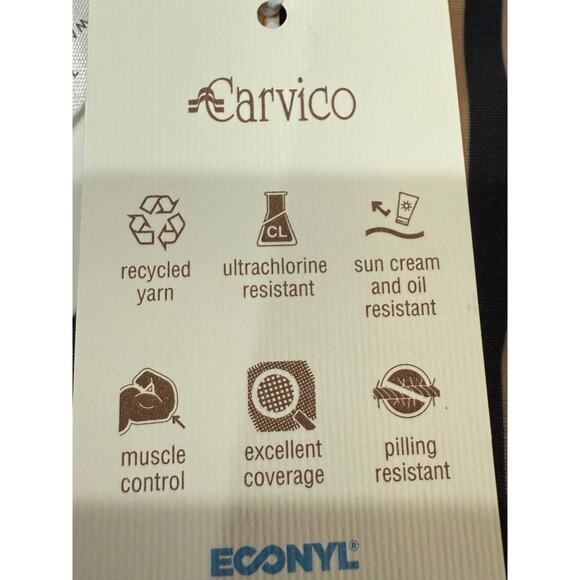 Carvico
CL
recycled
yarn
ultrachlorine
resistant
sun cream
and oil
resistant
muscle
control
excellent
coverage
pilling
resistant
ECONYL®